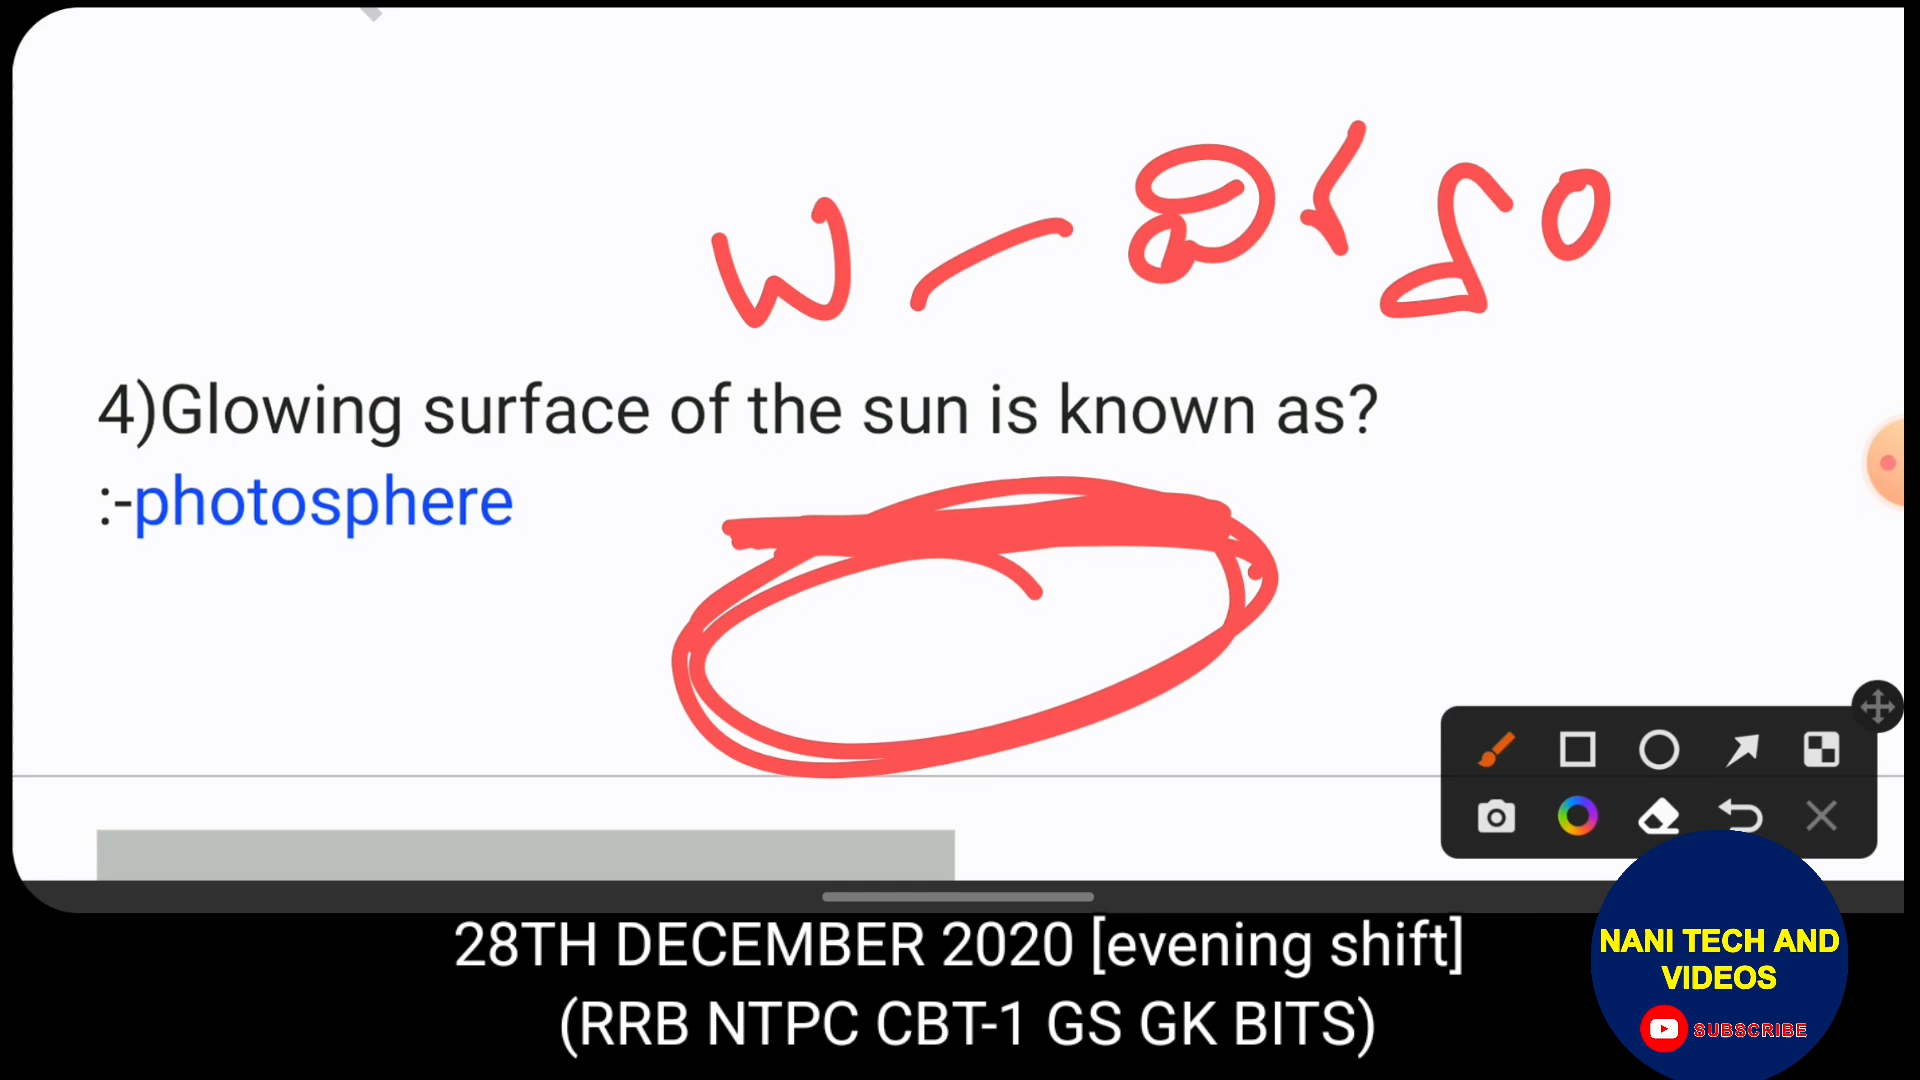 4)Glowing surface of the sun is known as?
:-photosphere
28TH DECEMBER 2020 [evening shift]
(RRB NTPC CBT-1 GS GK BITS)
NANI TECH AND
VIDEOS
SUBSCRIBE